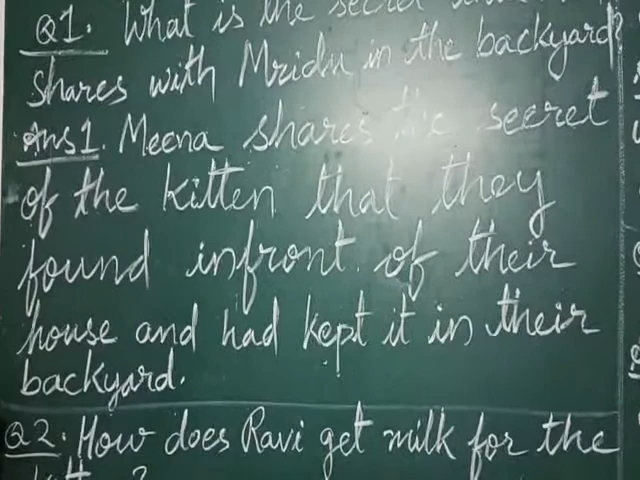 Q1. What is the secret
shares with Mridu in the backyard?
Ans1. Meena shares the secret
of the kitten that they
found infront of their
house and had kept it in their
backyard.
Q2. How does Ravi get milk for the